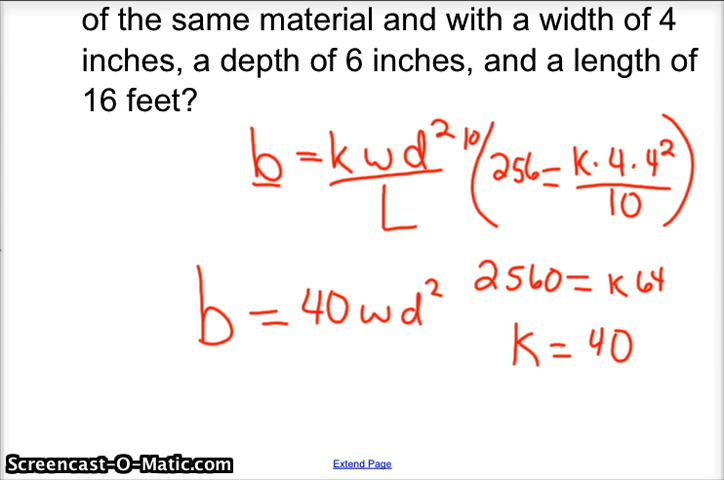 of the same material and with a width of 4
inches, a depth of 6 inches, and a length of
16 feet?
b = kwd²/L
10(256 = K·4·4²/10)
2560 = K64
b = 40wd²
K = 40
Screencast-O-Matic.com
Extend Page